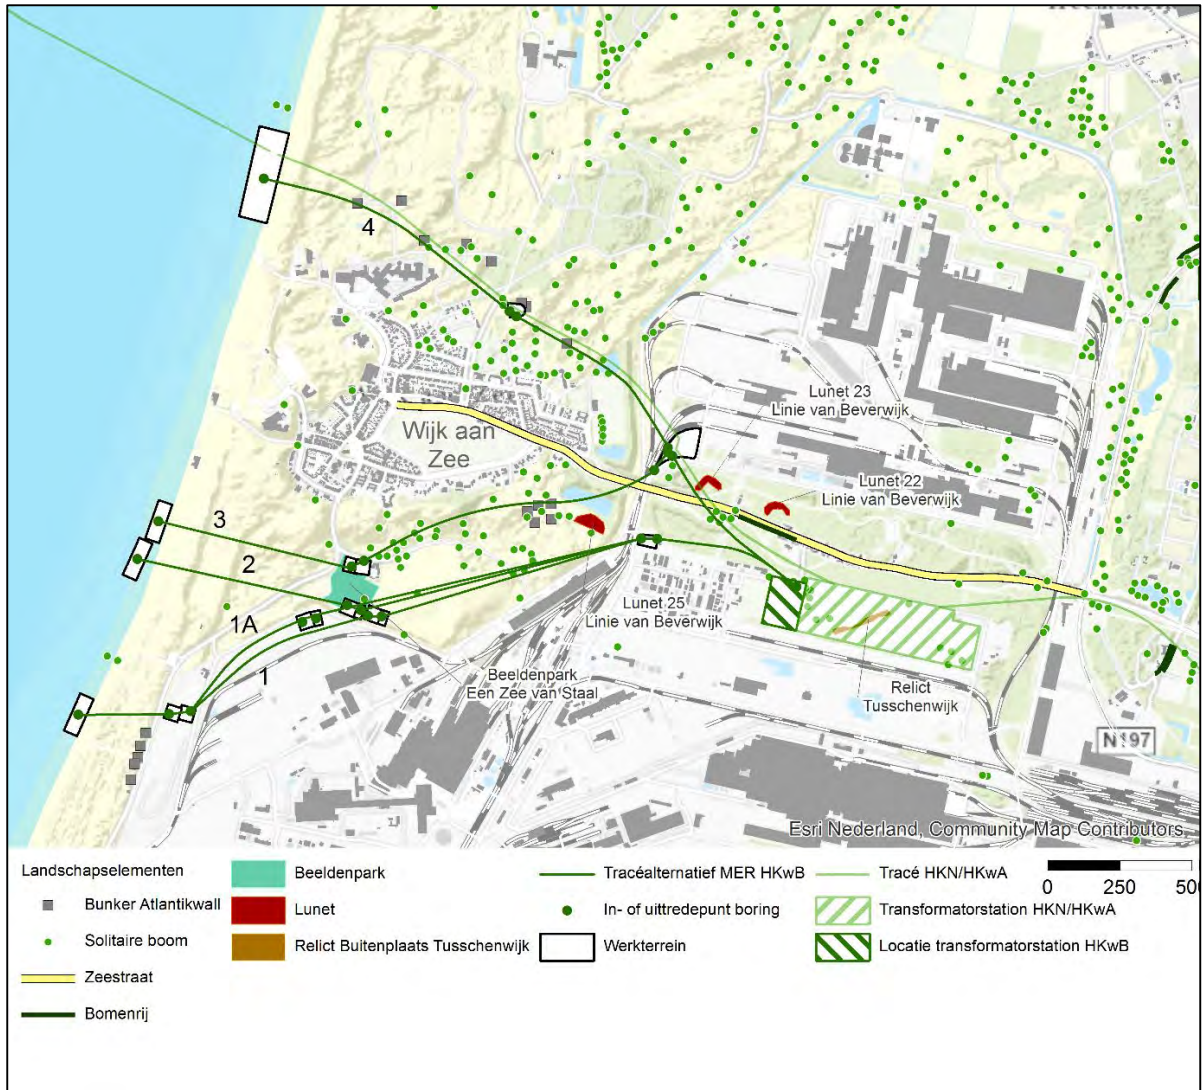 4
Lunet 23
Linie van Beverwijk
Wijk aan
Zee
Lunet 22
Linie van Beverwijk
3
2
1A
Lunet 25
Linie van Beverwijk
1
Beeldenpark
Een Zee van Staal
Relict
Tusschenwijk
N197
Esri Nederland, Community Map Contributors
Landschapselementen
Bunker Atlantikwall
Solitaire boom
Zeestraat
Bomenrij
Beeldenpark
Lunet
Relict Buitenplaats Tusschenwijk
Tracéalternatief MER HKwB
In- of uittredepunt boring
Werkterrein
Tracé HKN/HKwA
Transformatorstation HKN/HKwA
Locatie transformatorstation HKwB
0 250 500